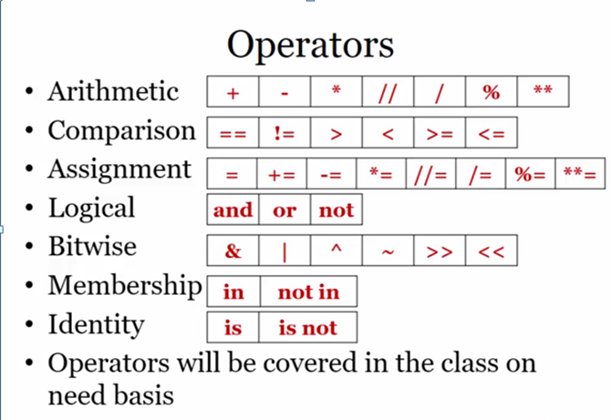 Operators
• Arithmetic + - * // / % **
• Comparison == != > < >= <=
• Assignment = += -= *= //= /= %= **=
• Logical and or not
• Bitwise & | ^ ~ >> <<
• Membership in not in
• Identity is is not
• Operators will be covered in the class on
need basis